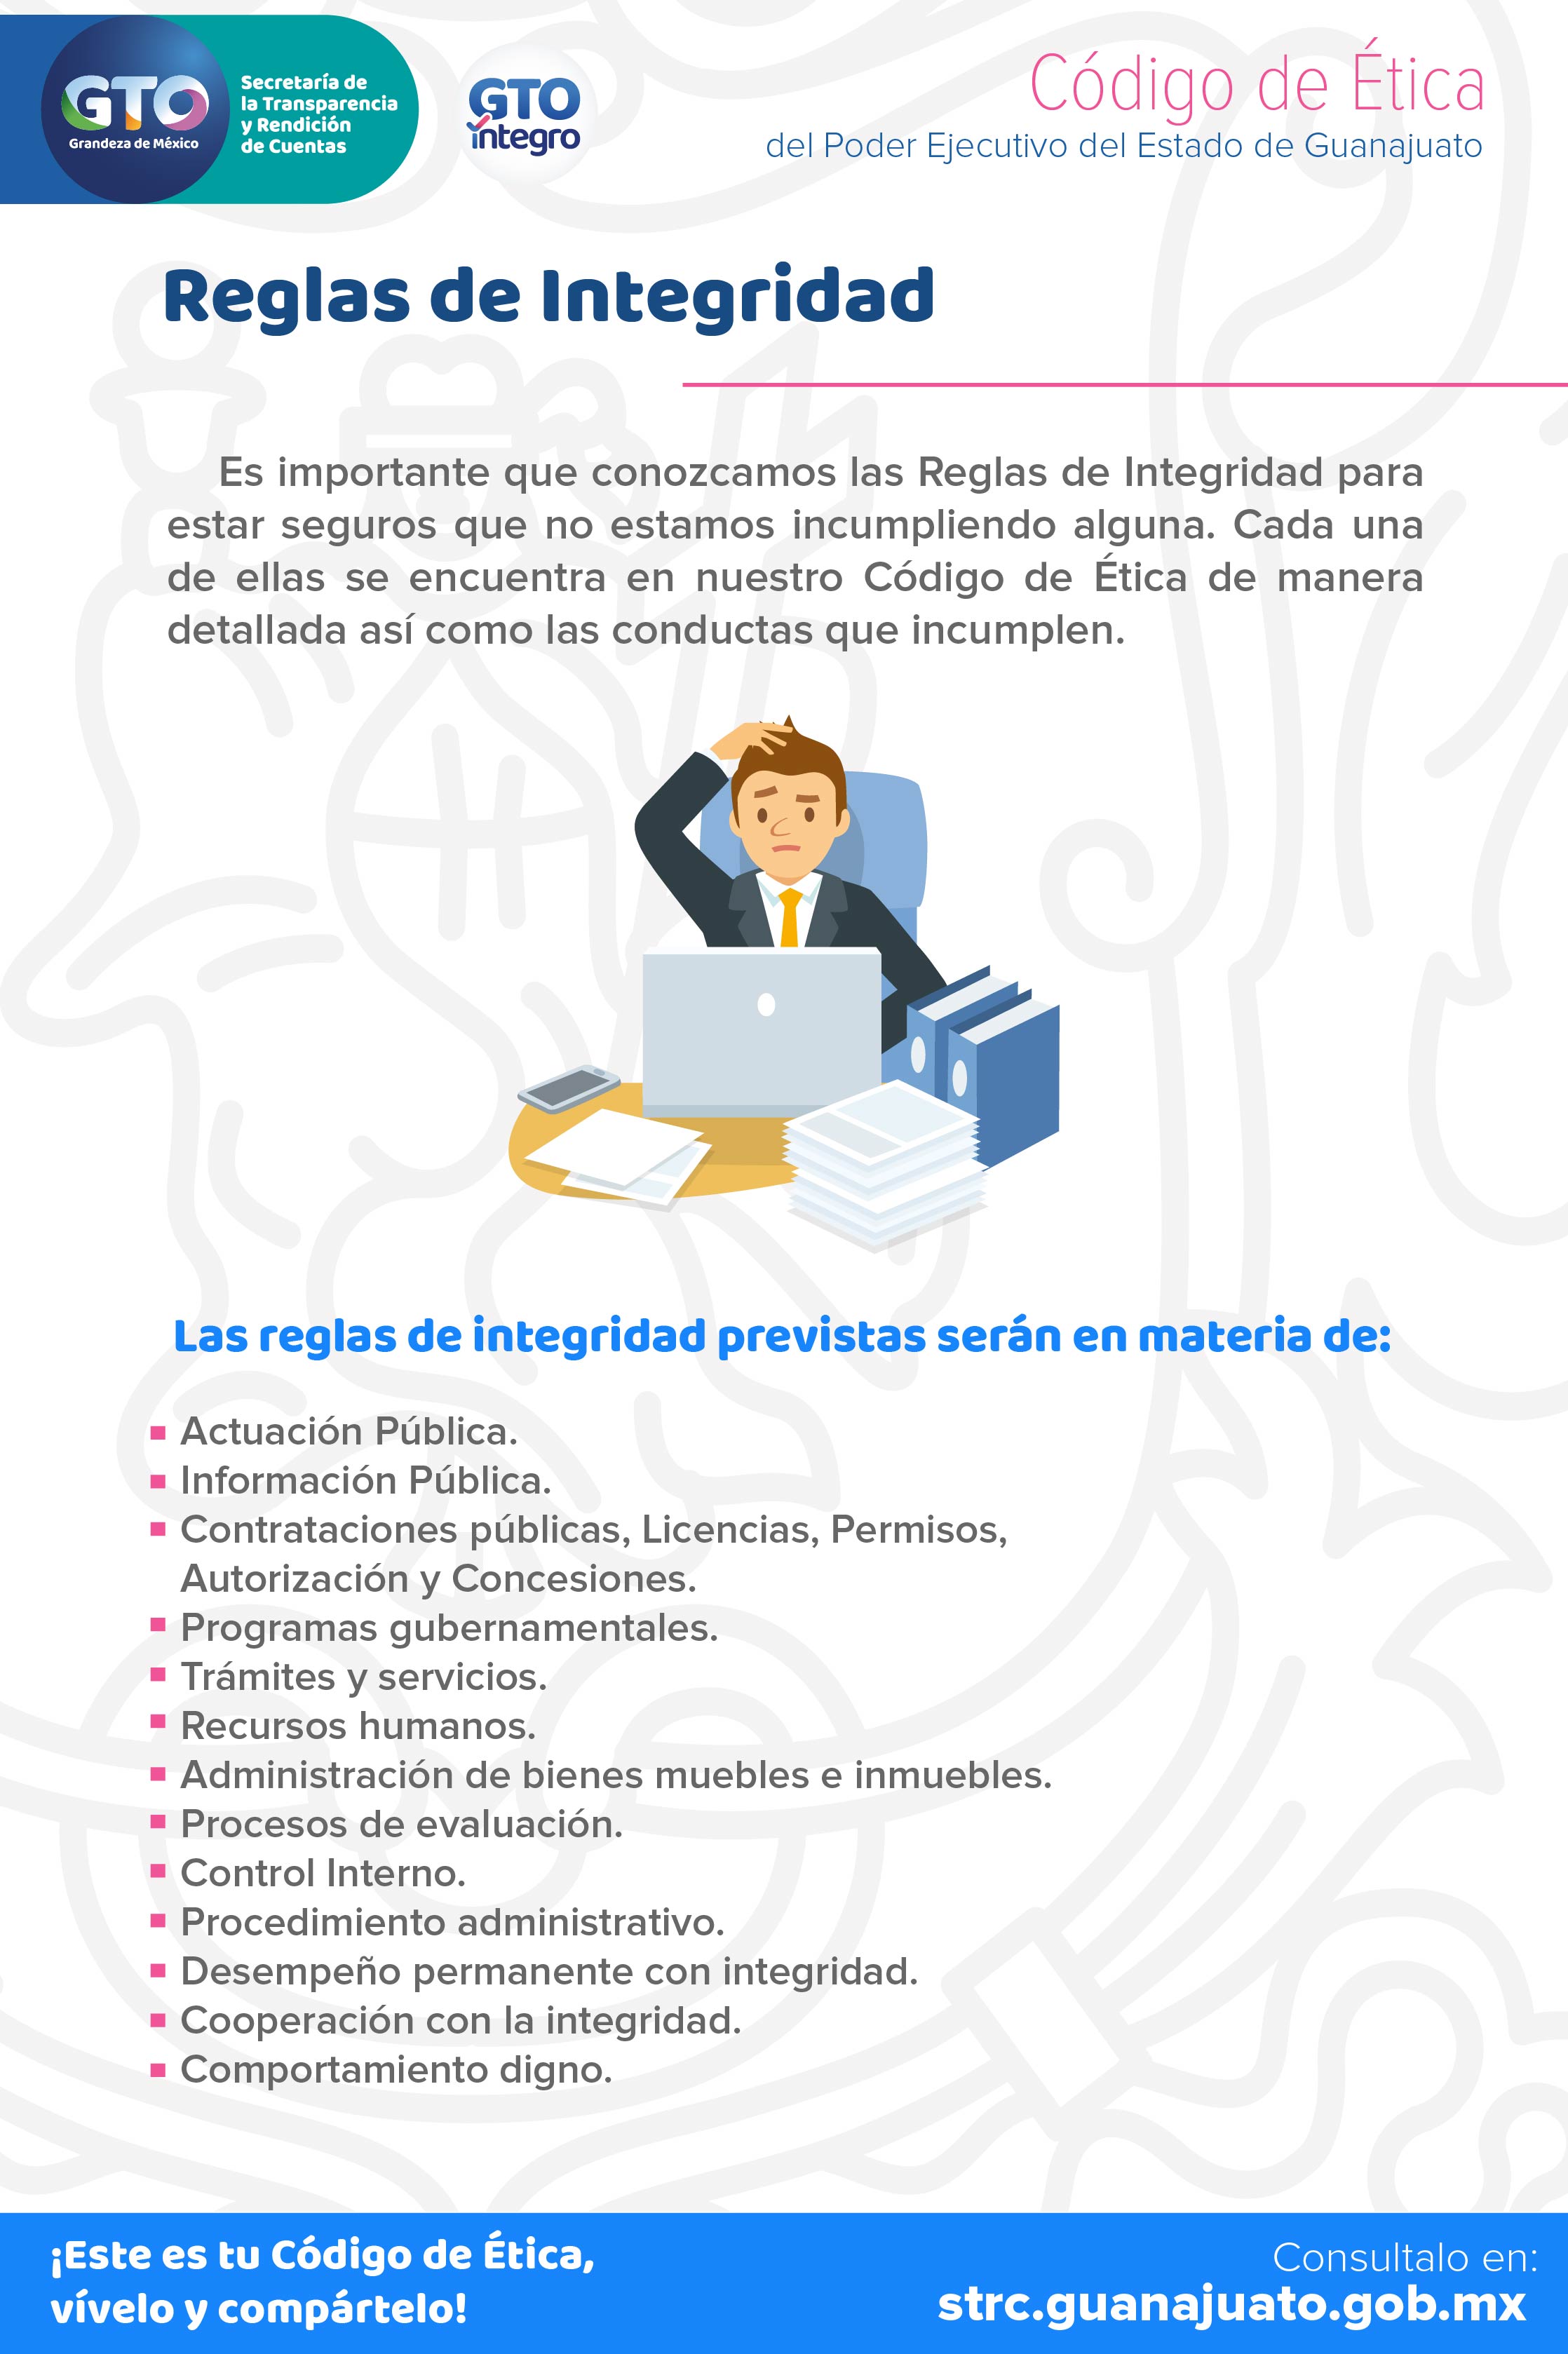 GTO
Grandeza de México
Secretaría de
la Transparencia
y Rendición
de Cuentas
GTO
íntegro
Código de Ética
del Poder Ejecutivo del Estado de Guanajuato
Reglas de Integridad
Es importante que conozcamos las Reglas de Integridad para
estar seguros que no estamos incumpliendo alguna. Cada una
de ellas se encuentra en nuestro Código de Ética de manera
detallada así como las conductas que incumplen.
Las reglas de integridad previstas serán en materia de:
Actuación Pública.
Información Pública.
Contrataciones públicas, Licencias, Permisos,
Autorización y Concesiones.
Programas gubernamentales.
Trámites y servicios.
Recursos humanos.
Administración de bienes muebles e inmuebles.
Procesos de evaluación.
Control Interno.
Procedimiento administrativo.
Desempeño permanente con integridad.
Cooperación con la integridad.
Comportamiento digno.
¡Este es tu Código de Ética,
vívelo y compártelo!
Consultalo en:
strc.guanajuato.gob.mx